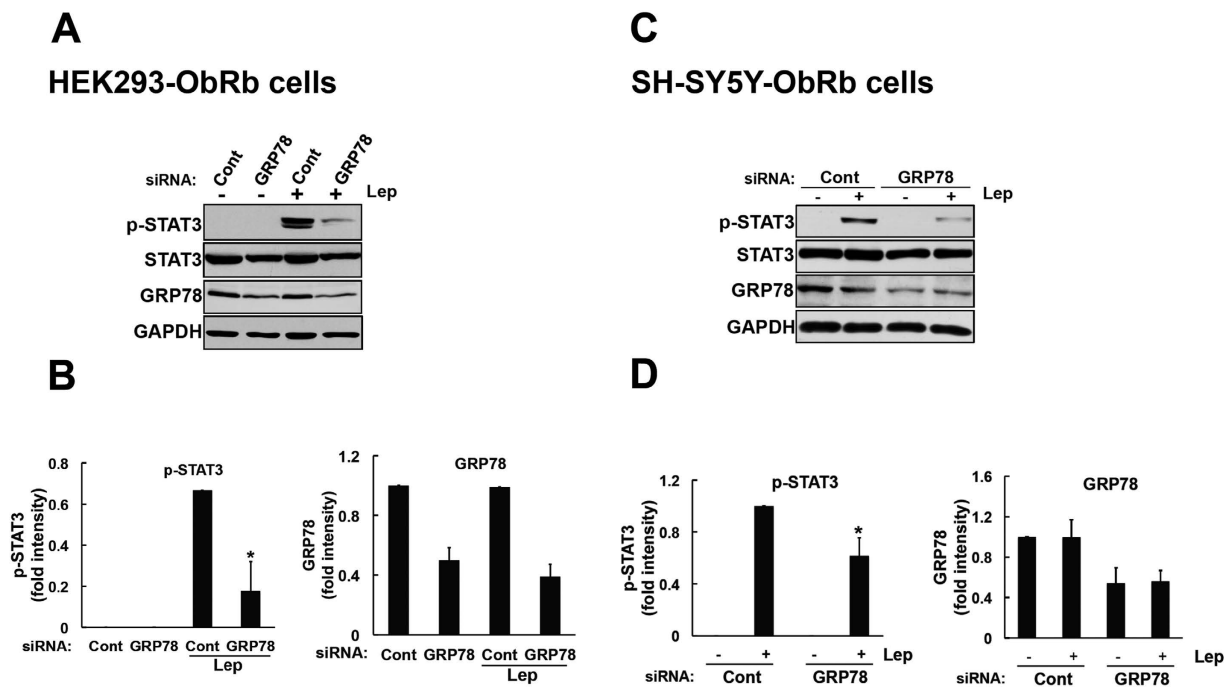 A
HEK293-ObRb cells
siRNA: Cont GRP78 Cont GRP78
- - + + Lep
p-STAT3
STAT3
GRP78
GAPDH
C
SH-SY5Y-ObRb cells
siRNA: Cont GRP78
- + - +  Lep
p-STAT3
STAT3
GRP78
GAPDH
B
p-STAT3
p-STAT3
(fold intensity)
0.8
0.6
0.4
0.2
0
*
siRNA: Cont GRP78 Cont GRP78
Lep
GRP78
GRP78
(fold intensity)
1.2
0.8
0.4
0
siRNA: Cont GRP78 Cont GRP78
Lep
D
p-STAT3
p-STAT3
(fold intensity)
1.2
0.8
0.4
0
*
- + - + Lep
siRNA: Cont GRP78
GRP78
GRP78
(fold intensity)
1.6
1.2
0.8
0.4
0
- + - + Lep
siRNA: Cont GRP78